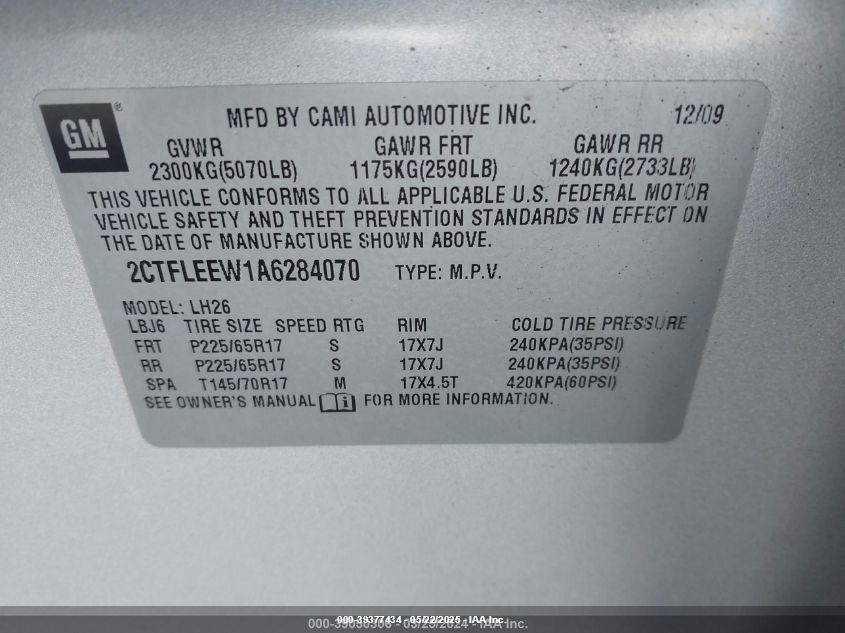 GM ® MFD BY CAMI AUTOMOTIVE INC. 12/09
GVWR GAWR FRT GAWR RR
2300KG(5070LB) 1175KG(2590LB) 1240KG(2733LB)
THIS VEHICLE CONFORMS TO ALL APPLICABLE U.S. FEDERAL MOTOR
VEHICLE SAFETY AND THEFT PREVENTION STANDARDS IN EFFECT ON
THE DATE OF MANUFACTURE SHOWN ABOVE.
2CTFLEEW1A6284070 TYPE: M.P.V.
MODEL: LH26
LBJ6 TIRE SIZE SPEED RTG RIM COLD TIRE PRESSURE
FRT P225/65R17 S 17X7J 240KPA(35PSI)
RR P225/65R17 S 17X7J 240KPA(35PSI)
SPA T145/70R17 M 17X4.5T 420KPA(60PSI)
SEE OWNER'S MANUAL i FOR MORE INFORMATION.
000-39377434 - 05/22/2025 - IAA Inc.